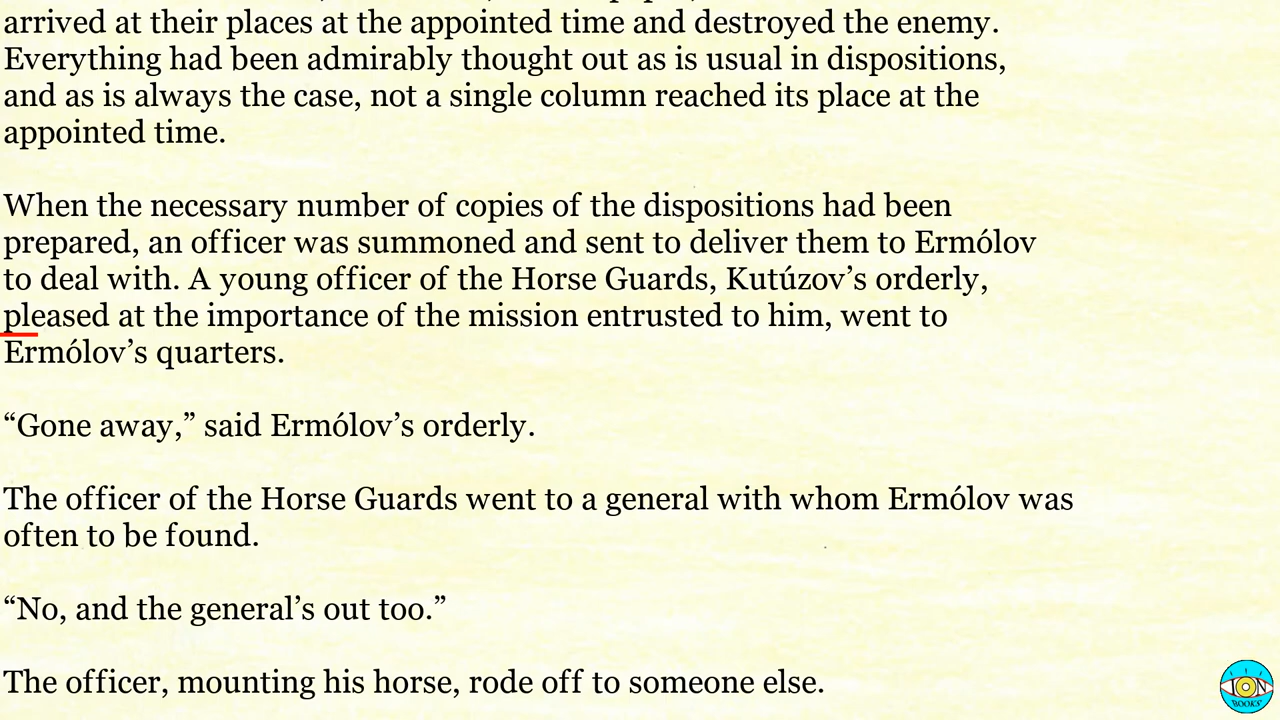 arrived at their places at the appointed time and destroyed the enemy.
Everything had been admirably thought out as is usual in dispositions,
and as is always the case, not a single column reached its place at the
appointed time.
When the necessary number of copies of the dispositions had been
prepared, an officer was summoned and sent to deliver them to Ermólov
to deal with. A young officer of the Horse Guards, Kutúzov’s orderly,
pleased at the importance of the mission entrusted to him, went to
Ermólov’s quarters.
“Gone away,” said Ermólov’s orderly.
The officer of the Horse Guards went to a general with whom Ermólov was
often to be found.
“No, and the general’s out too.”
The officer, mounting his horse, rode off to someone else.
ION
BOOKS